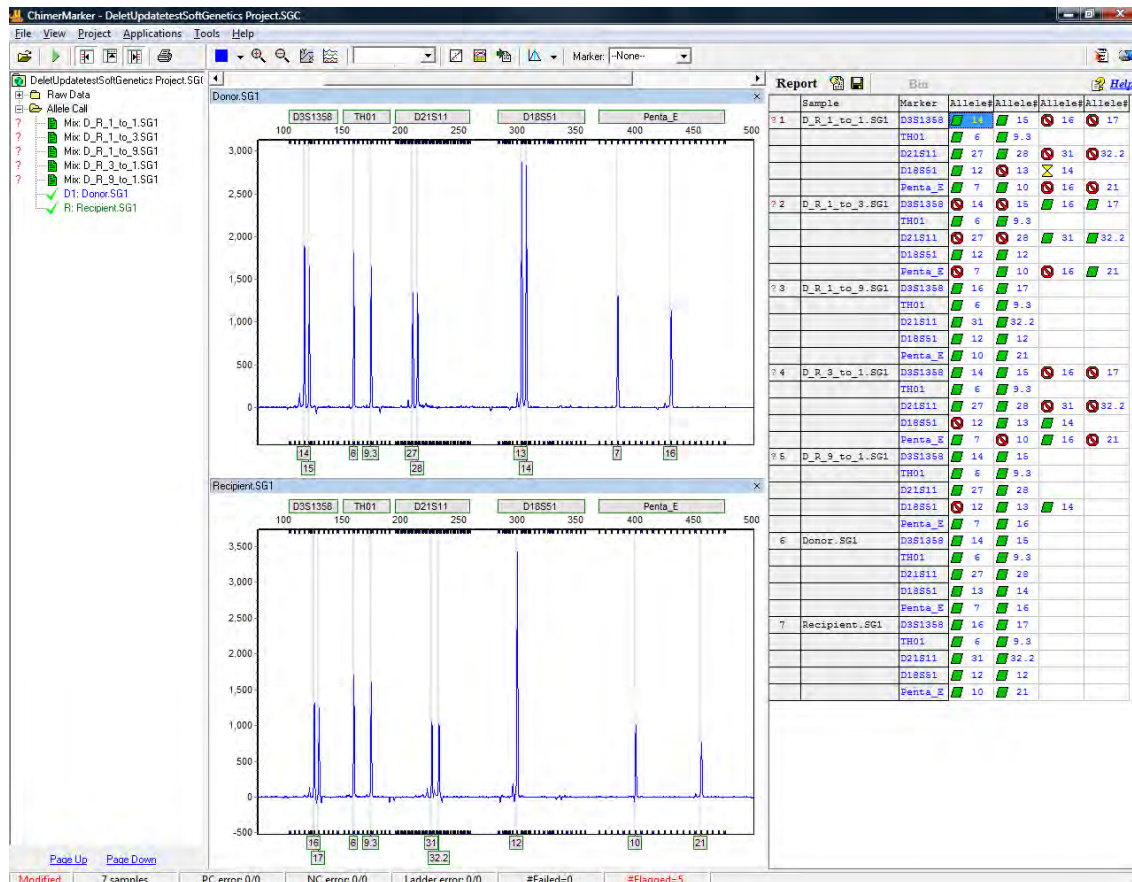 ChimerMarker - DeletUpdatetestSoftGenetics Project.SGC
File View Project Applications Tools Help
Marker: --None--
DeletUpdatetestSoftGenetics Project.SG
Raw Data
Allele Call
? Mix: D_R_1_to_1.SG1
? Mix: D_R_1_to_3.SG1
? Mix: D_R_1_to_9.SG1
? Mix: D_R_3_to_1.SG1
? Mix: D_R_9_to_1.SG1
D1: Donor.SG1
R: Recipient.SG1
Page Up Page Down
Donor.SG1
D3S1358 TH01 D21S11 D18S51 Penta_E
100 150 200 250 300 350 400 450 500
3,000
2,500
2,000
1,500
1,000
500
0
14 6 9.3 27 13 7 16
15 28 14
Recipient.SG1
D3S1358 TH01 D21S11 D18S51 Penta_E
100 150 200 250 300 350 400 450 500
3,500
3,000
2,500
2,000
1,500
1,000
500
0
-500
16 6 9.3 31 12 10 21
17 32.2
Report Bin Help
Sample Marker Allele# Allele# Allele# Allele#
? 1 D_R_1_to_1.SG1 D3S1358 14 15 16 17
TH01 6 9.3
D21S11 27 28 31 32.2
D18S51 12 13 14
Penta_E 7 10 16 21
? 2 D_R_1_to_3.SG1 D3S1358 14 15 16 17
TH01 6 9.3
D21S11 27 28 31 32.2
D18S51 12 12
Penta_E 7 10 16 21
? 3 D_R_1_to_9.SG1 D3S1358 16 17
TH01 6 9.3
D21S11 31 32.2
D18S51 12 12
Penta_E 10 21
? 4 D_R_3_to_1.SG1 D3S1358 14 15 16 17
TH01 6 9.3
D21S11 27 28 31 32.2
D18S51 12 13 14
Penta_E 7 10 16 21
? 5 D_R_9_to_1.SG1 D3S1358 14 15
TH01 6 9.3
D21S11 27 28
D18S51 12 13 14
Penta_E 7 16
6 Donor.SG1 D3S1358 14 15
TH01 6 9.3
D21S11 27 28
D18S51 13 14
Penta_E 7 16
7 Recipient.SG1 D3S1358 16 17
TH01 6 9.3
D21S11 31 32.2
D18S51 12 12
Penta_E 10 21
Modified 7 samples PC error: 0/0 NC error: 0/0 Ladder error: 0/0 #Failed=0 #Flagged=5